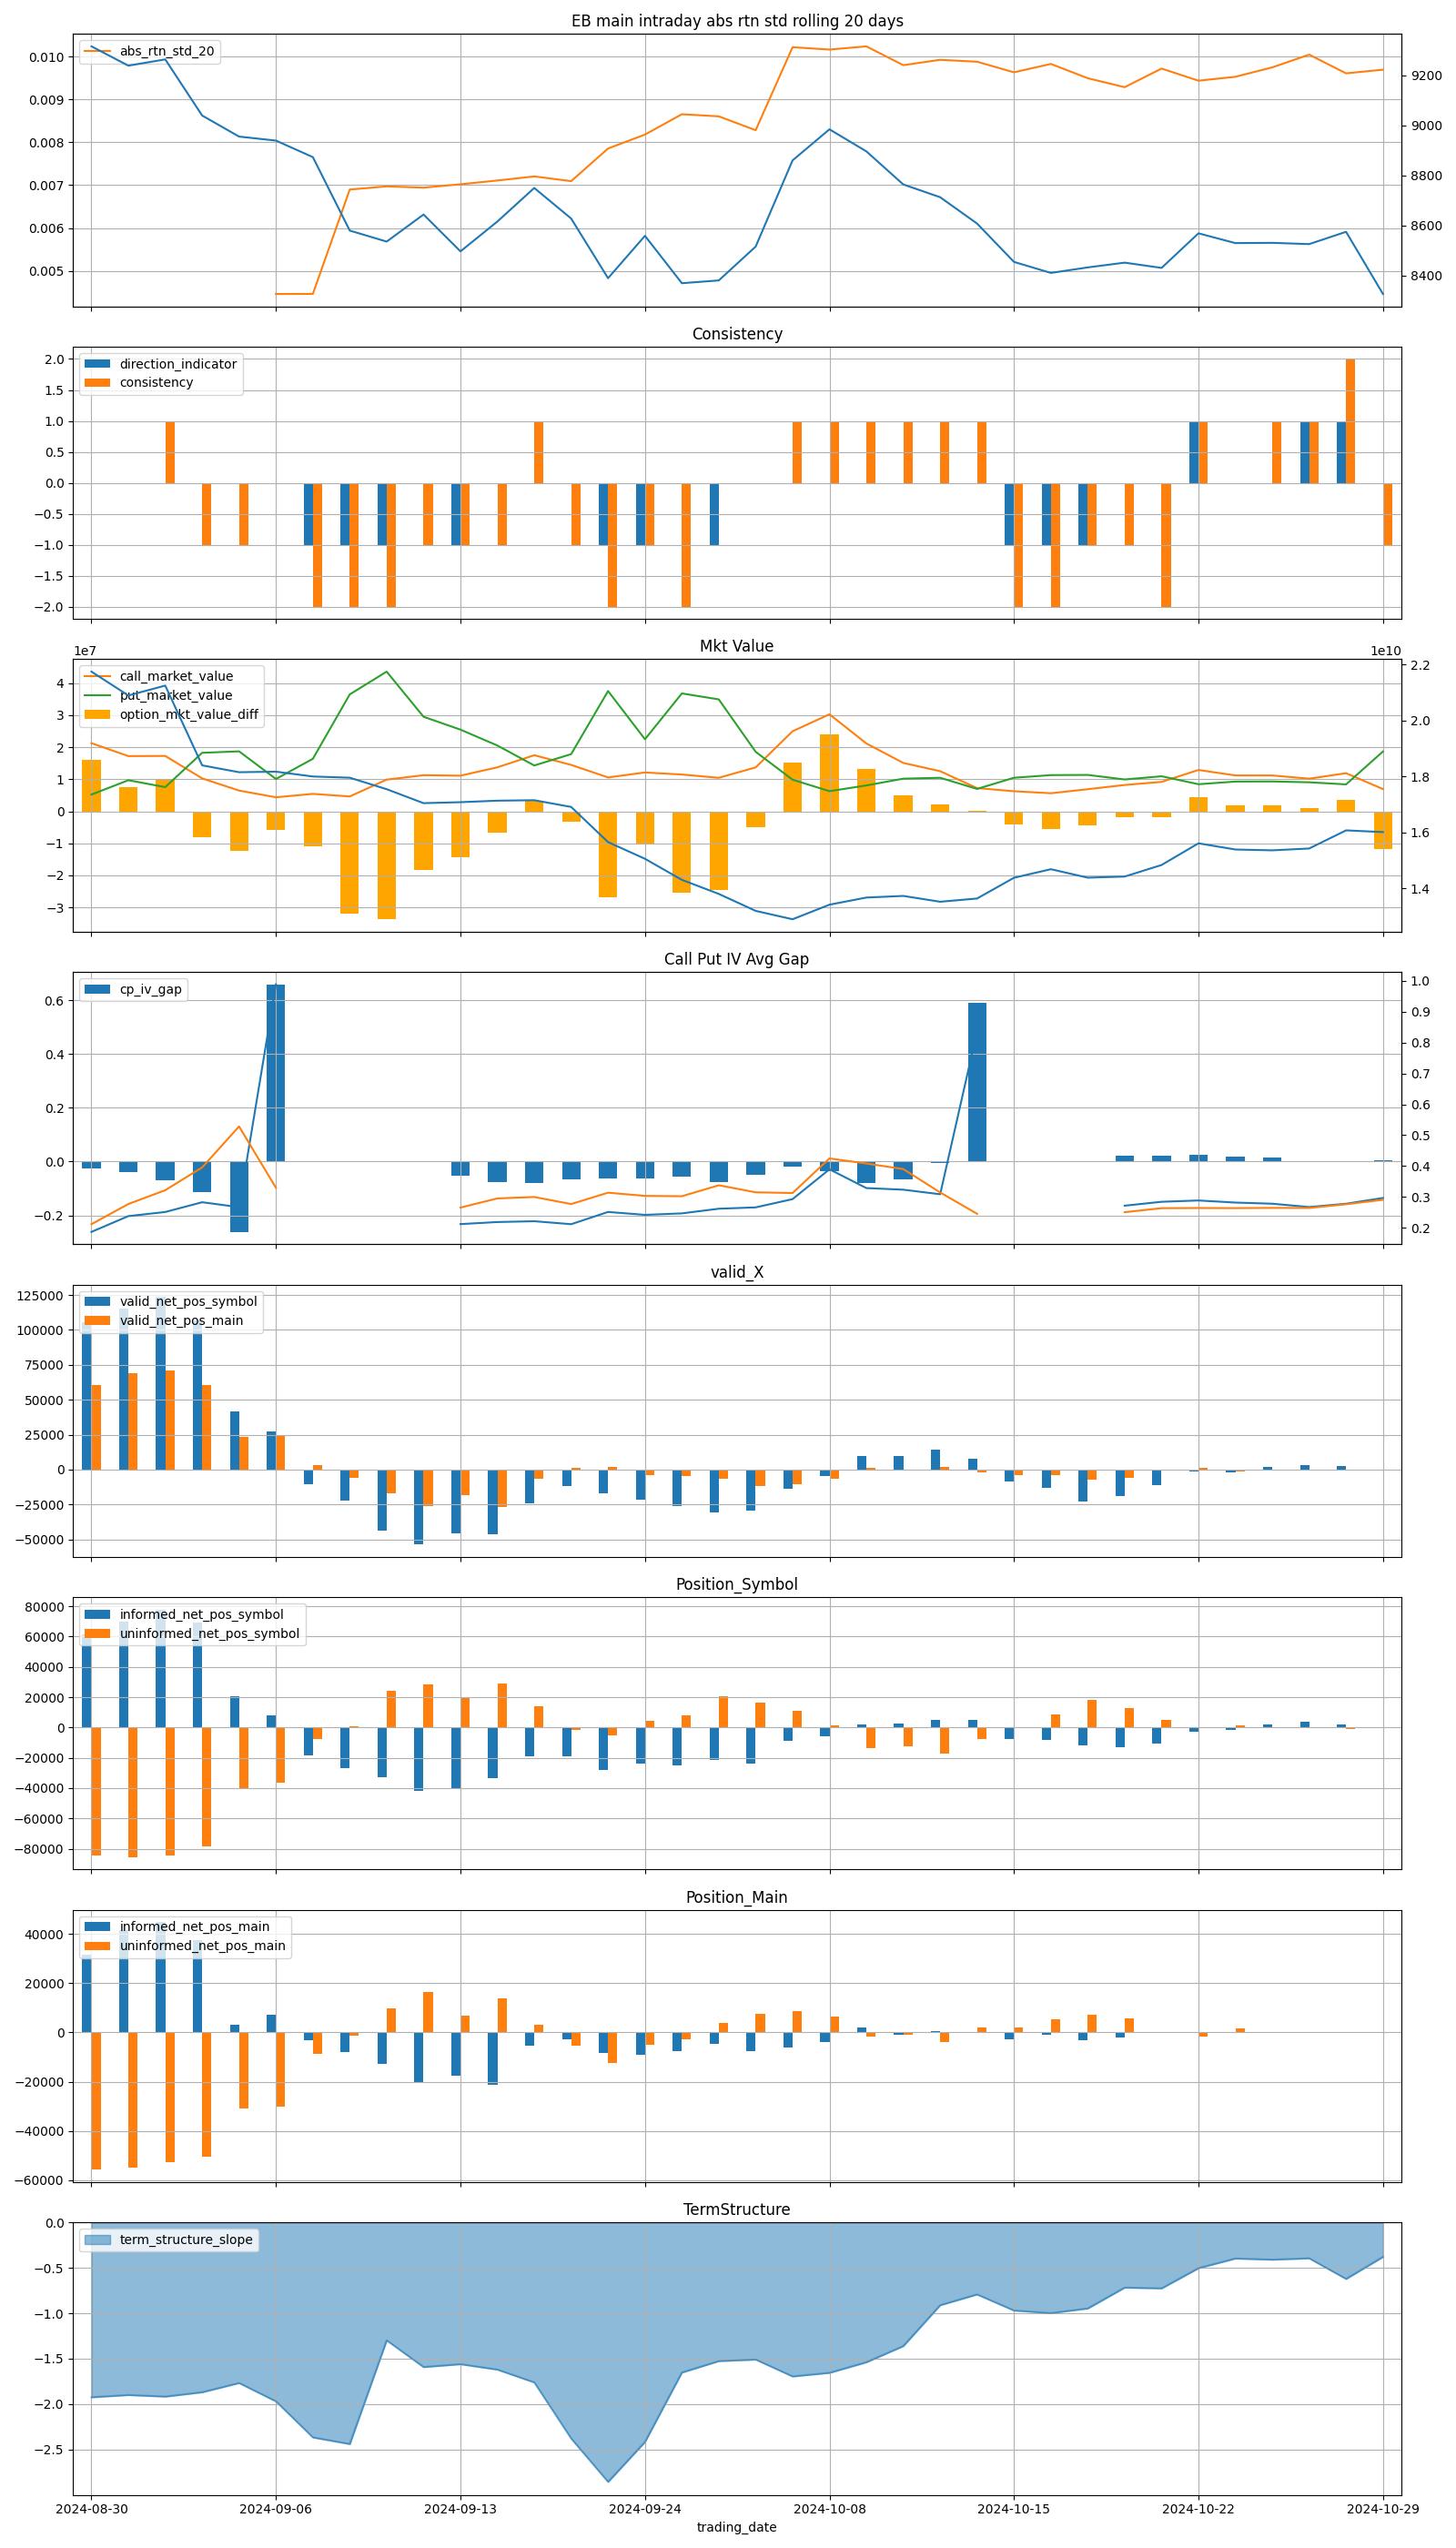 EB main intraday abs rtn std rolling 20 days
abs_rtn_std_20
0.010
0.009
0.008
0.007
0.006
0.005
9200
9000
8800
8600
8400
Consistency
direction_indicator
consistency
2.0
1.5
1.0
0.5
0.0
−0.5
−1.0
−1.5
−2.0
Mkt Value
1e7
1e10
call_market_value
put_market_value
option_mkt_value_diff
4
3
2
1
0
−1
−2
−3
2.2
2.0
1.8
1.6
1.4
Call Put IV Avg Gap
cp_iv_gap
0.6
0.4
0.2
0.0
−0.2
1.0
0.9
0.8
0.7
0.6
0.5
0.4
0.3
0.2
valid_X
valid_net_pos_symbol
valid_net_pos_main
125000
100000
75000
50000
25000
0
−25000
−50000
Position_Symbol
informed_net_pos_symbol
uninformed_net_pos_symbol
80000
60000
40000
20000
0
−20000
−40000
−60000
−80000
Position_Main
informed_net_pos_main
uninformed_net_pos_main
40000
20000
0
−20000
−40000
−60000
TermStructure
term_structure_slope
0.0
−0.5
−1.0
−1.5
−2.0
−2.5
2024-08-30 2024-09-06 2024-09-13 2024-09-24 2024-10-08 2024-10-15 2024-10-22 2024-10-29
trading_date